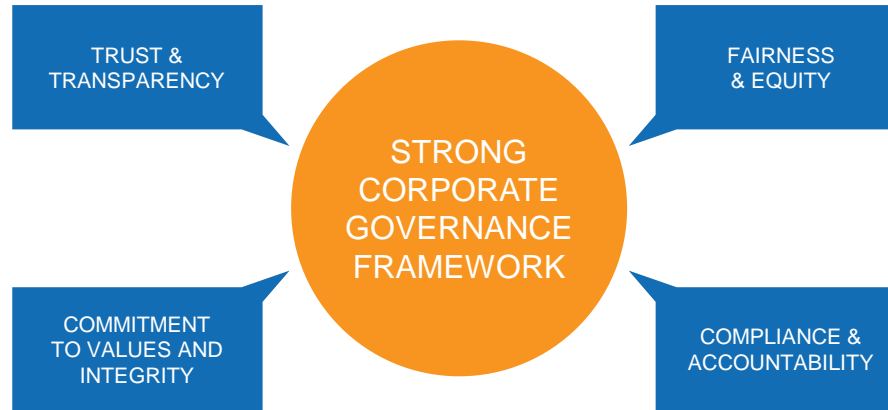 TRUST &
TRANSPARENCY
FAIRNESS
& EQUITY
STRONG
CORPORATE
GOVERNANCE
FRAMEWORK
COMMITMENT
TO VALUES AND
INTEGRITY
COMPLIANCE &
ACCOUNTABILITY